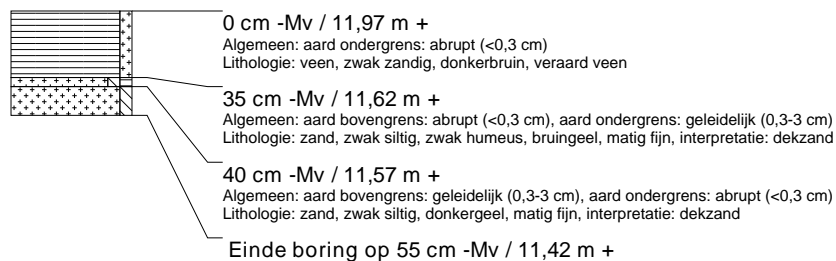 0 cm -Mv / 11,97 m +
Algemeen: aard ondergrens: abrupt (<0,3 cm)
Lithologie: veen, zwak zandig, donkerbruin, veraard veen
35 cm -Mv / 11,62 m +
Algemeen: aard bovengrens: abrupt (<0,3 cm), aard ondergrens: geleidelijk (0,3-3 cm)
Lithologie: zand, zwak siltig, zwak humeus, bruingeel, matig fijn, interpretatie: dekzand
40 cm -Mv / 11,57 m +
Algemeen: aard bovengrens: geleidelijk (0,3-3 cm), aard ondergrens: abrupt (<0,3 cm)
Lithologie: zand, zwak siltig, donkergeel, matig fijn, interpretatie: dekzand
Einde boring op 55 cm -Mv / 11,42 m +